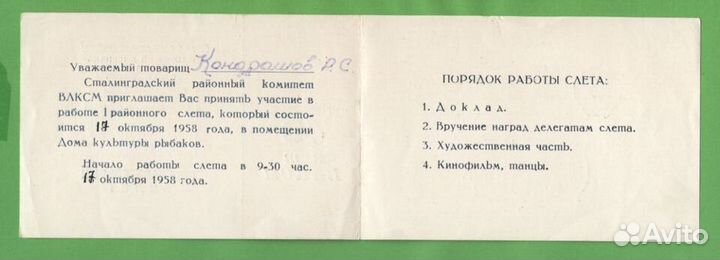 Уважаемый товарищ Кондрашов А. С.
Сталинградский районный комитет
ВЛКСМ приглашает Вас принять участие в
работе I районного слета, который состо-
ится 17 октября 1958 года, в помещении
Дома культуры рыбаков.
Начало работы слета в 9-30 час.
17 октября 1958 года.
ПОРЯДОК РАБОТЫ СЛЕТА:
1. Доклад.
2. Вручение наград делегатам слета.
3. Художественная часть.
4. Кинофильм, танцы.
Avito